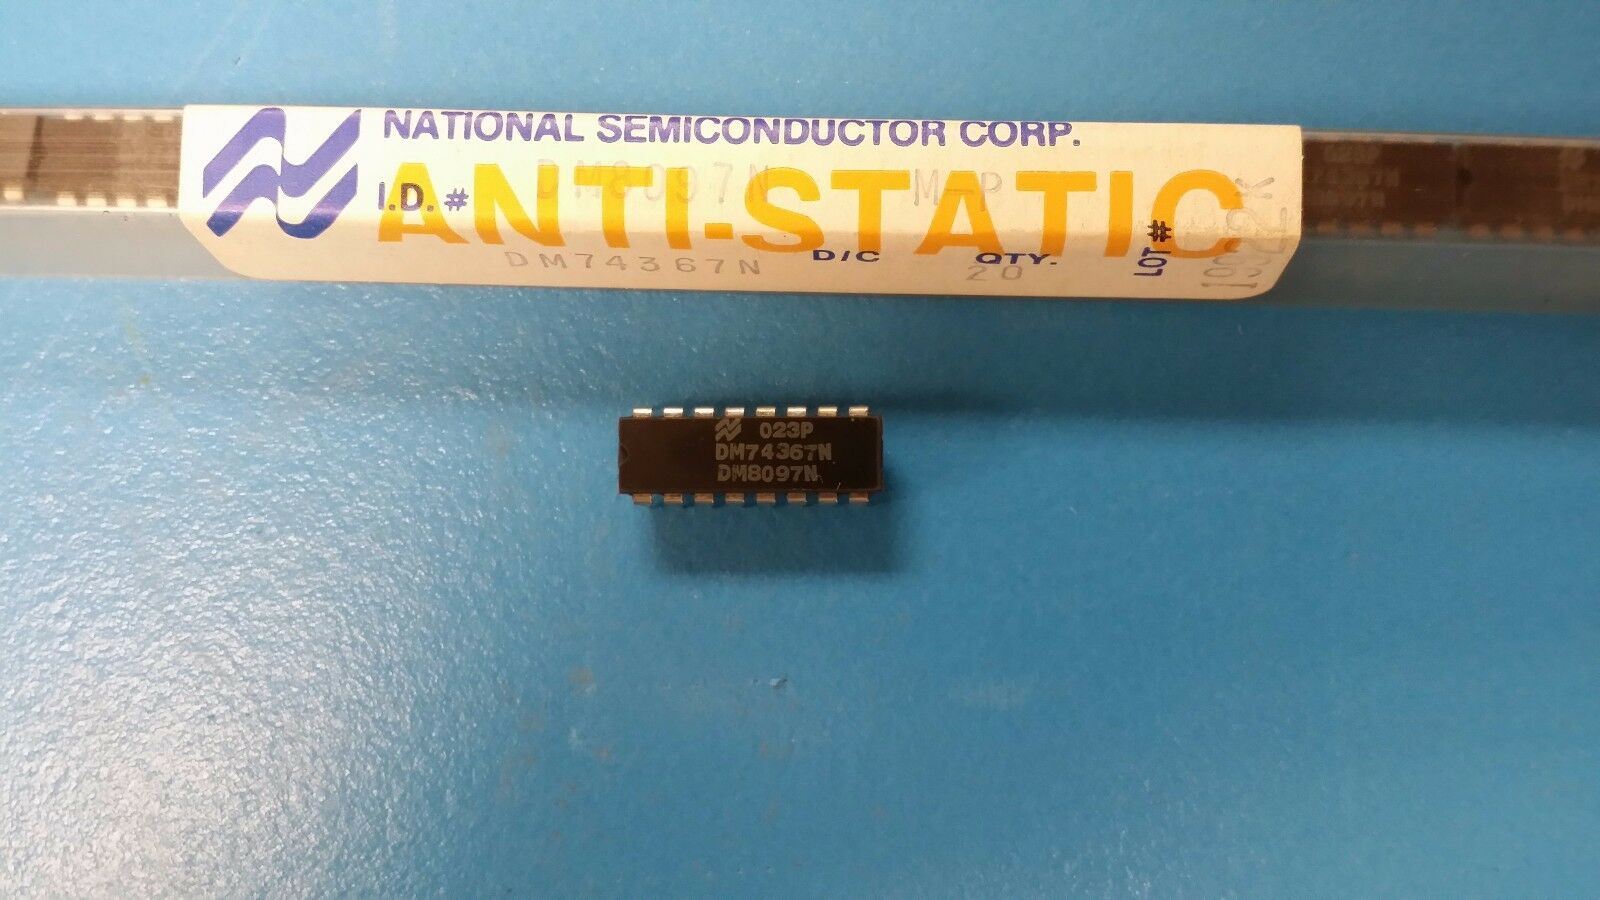 NATIONAL SEMICONDUCTOR CORP.
I.D. # DM8097N M-P
ANTI-STATIC
DM74367N D/C QTY. 20
LOT#
023P
DM74367N
DM8097N